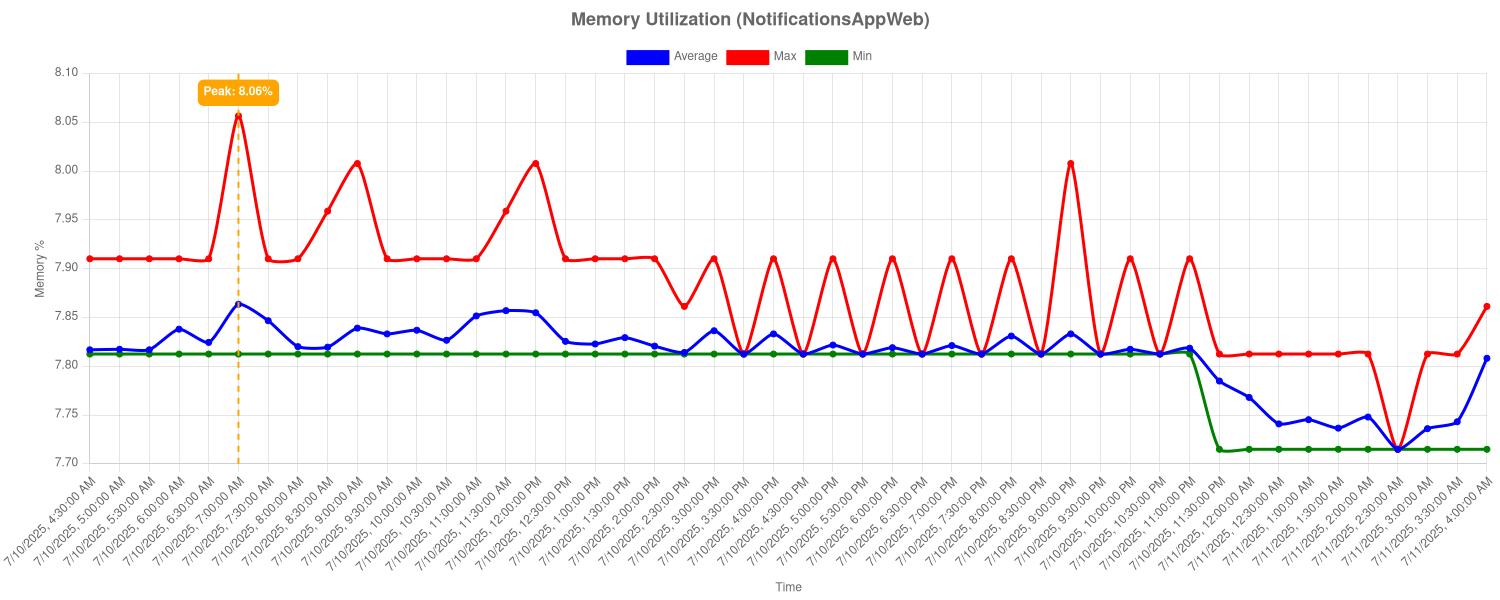 Memory Utilization (NotificationsAppWeb)
Average Max Min
Peak: 8.06%
8.10
8.05
8.00
7.95
7.90
7.85
7.80
7.75
7.70
Memory %
7/10/2025, 4:30:00 AM
7/10/2025, 5:00:00 AM
7/10/2025, 5:30:00 AM
7/10/2025, 6:00:00 AM
7/10/2025, 6:30:00 AM
7/10/2025, 7:00:00 AM
7/10/2025, 7:30:00 AM
7/10/2025, 8:00:00 AM
7/10/2025, 8:30:00 AM
7/10/2025, 9:00:00 AM
7/10/2025, 9:30:00 AM
7/10/2025, 10:00:00 AM
7/10/2025, 10:30:00 AM
7/10/2025, 11:00:00 AM
7/10/2025, 11:30:00 AM
7/10/2025, 12:00:00 PM
7/10/2025, 12:30:00 PM
7/10/2025, 1:00:00 PM
7/10/2025, 1:30:00 PM
7/10/2025, 2:00:00 PM
7/10/2025, 2:30:00 PM
7/10/2025, 3:00:00 PM
7/10/2025, 3:30:00 PM
7/10/2025, 4:00:00 PM
7/10/2025, 4:30:00 PM
7/10/2025, 5:00:00 PM
7/10/2025, 5:30:00 PM
7/10/2025, 6:00:00 PM
7/10/2025, 6:30:00 PM
7/10/2025, 7:00:00 PM
7/10/2025, 7:30:00 PM
7/10/2025, 8:00:00 PM
7/10/2025, 8:30:00 PM
7/10/2025, 9:00:00 PM
7/10/2025, 9:30:00 PM
7/10/2025, 10:00:00 PM
7/10/2025, 10:30:00 PM
7/10/2025, 11:00:00 PM
7/10/2025, 11:30:00 PM
7/11/2025, 12:00:00 AM
7/11/2025, 12:30:00 AM
7/11/2025, 1:00:00 AM
7/11/2025, 1:30:00 AM
7/11/2025, 2:00:00 AM
7/11/2025, 2:30:00 AM
7/11/2025, 3:00:00 AM
7/11/2025, 3:30:00 AM
7/11/2025, 4:00:00 AM
Time